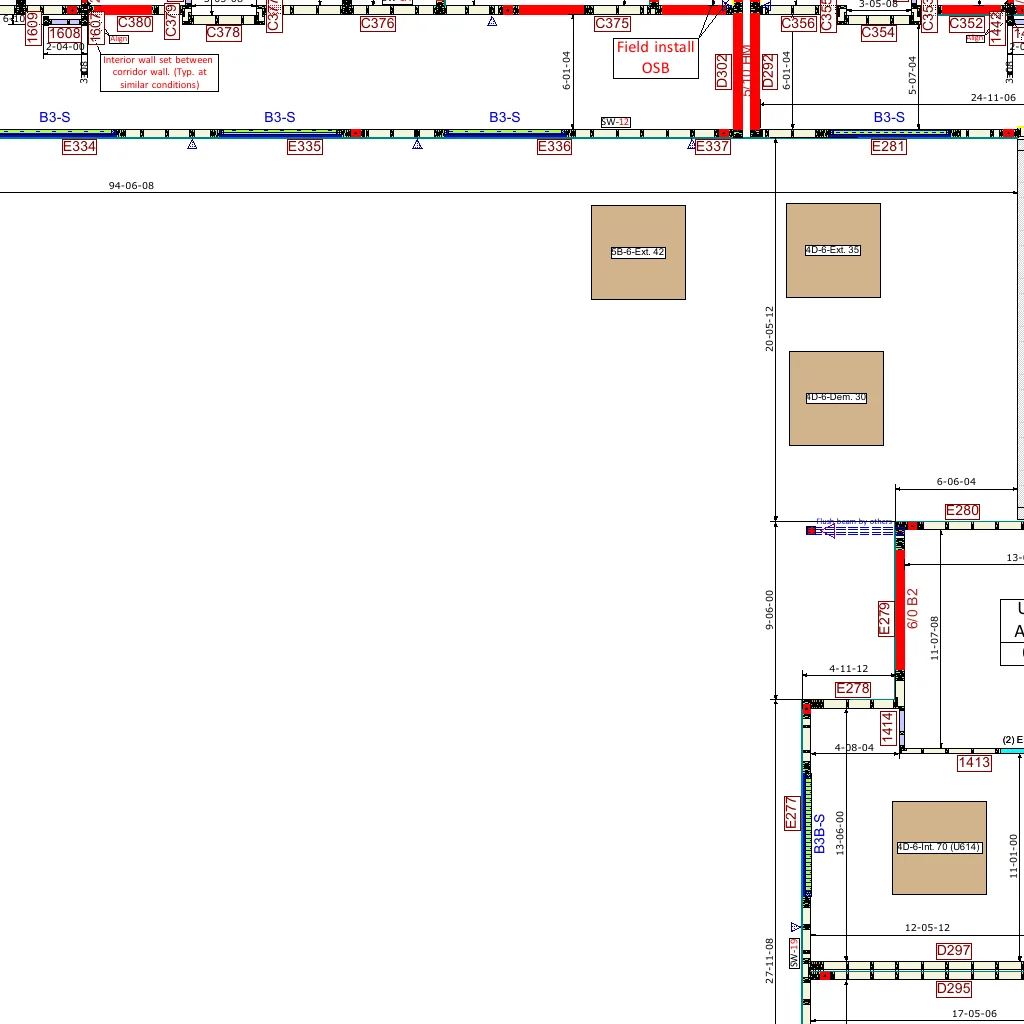 C380
C378
C376
C375
C356
C354
3-05-08
C352
1609
1608
1607
Align
2-04-00
Interior wall set between
corridor wall. (Typ. at
similar conditions)
C379
Field install
OSB
6-01-04
D302
D292
6-01-04
5-07-04
Align
1442
24-11-06
B3-S
B3-S
B3-S
SW-12
B3-S
E334
E335
E336
E337
E281
94-06-08
5B-6-Ext. 42
4D-6-Ext. 35
20-05-12
4D-6-Dem. 30
6-06-04
E280
Flush beam by others
9-06-00
E279
6/0 B2
11-07-08
4-11-12
E278
1414
4-08-04
(2) E
1413
E277
B3B-S
13-06-00
4D-6-Int. 70 (U614)
11-01-00
12-05-12
SW-19
27-11-08
D297
D295
17-05-06